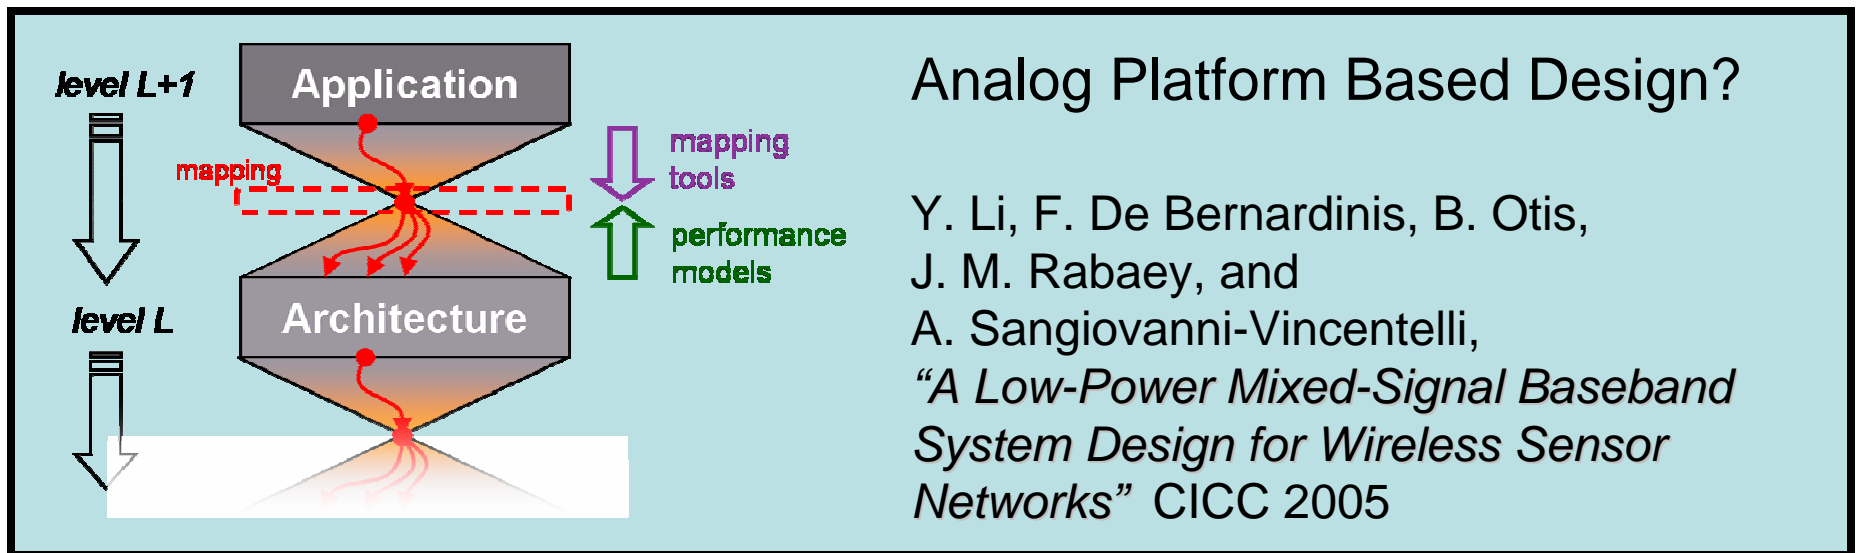 level L+1
Application
mapping
mapping
tools
performance
models
level L
Architecture
Analog Platform Based Design?
Y. Li, F. De Bernardinis, B. Otis,
J. M. Rabaey, and
A. Sangiovanni-Vincentelli,
“A Low-Power Mixed-Signal Baseband
System Design for Wireless Sensor
Networks” CICC 2005